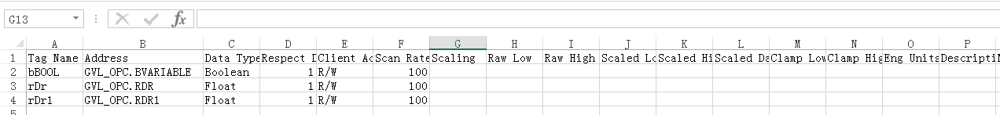 G13 fx
A B C D E F G H I J K L M N O P
1 Tag Name Address Data Type Respect D Client Ac Scan Rate Scaling Raw Low Raw High Scaled Lo Scaled Hi Scaled Da Clamp Low Clamp Hig Eng Units Descripti
2 bBOOL GVL_OPC.BVARIABLE Boolean 1 R/W 100
3 rDr GVL_OPC.RDR Float 1 R/W 100
4 rDr1 GVL_OPC.RDR1 Float 1 R/W 100
5